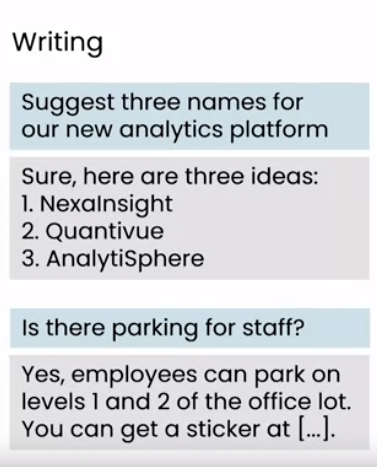 Writing
Suggest three names for
our new analytics platform
Sure, here are three ideas:
1. NexaInsight
2. Quantivue
3. AnalytiSphere
Is there parking for staff?
Yes, employees can park on
levels 1 and 2 of the office lot.
You can get a sticker at [...].